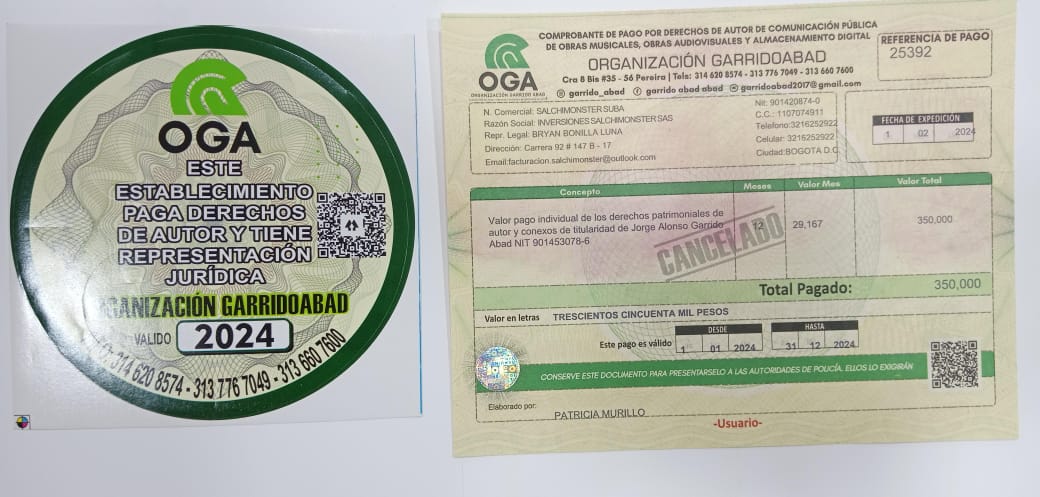 OGA
ESTE
ESTABLECIMIENTO
PAGA DERECHOS
DE AUTOR Y TIENE
REPRESENTACIÓN
JURÍDICA
GANIZACIÓN GARRIDOABAD
VALIDO 2024
314 620 8574 - 313 776 7049 - 313 660 7600
OGA
ORGANIZACIÓN GARRIDO ABAD
COMPROBANTE DE PAGO POR DERECHOS DE AUTOR DE COMUNICACIÓN PÚBLICA
DE OBRAS MUSICALES, OBRAS AUDIOVISUALES Y ALMACENAMIENTO DIGITAL
ORGANIZACIÓN GARRIDOABAD
Cra 8 Bis #35 - 56 Pereira | Tels: 314 620 8574 - 313 776 7049 - 313 660 7600
garrido_abad garrido abad abad garridoabad2017@gmail.com
REFERENCIA DE PAGO
25392
N. Comercial: SALCHIMONSTER SUBA
Razón Social: INVERSIONES SALCHIMONSTER SAS
Repr. Legal: BRYAN BONILLA LUNA
Dirección: Carrera 92 # 147 B - 17
Email:facturacion.salchimonster@outlook.com
Nit: 901420874-0
C.C.: 1107074911
Telefono:3216252922
Celular: 3216252922
Ciudad:BOGOTA D.C.
FECHA DE EXPEDICIÓN
1 02 2024
Concepto Meses Valor Mes Valor Total
Valor pago individual de los derechos patrimoniales de
autor y conexos de titularidad de Jorge Alonso Garrido
Abad NIT 901453078-6
12 29,167 350,000
CANCELADO
Total Pagado: 350,000
Valor en letras TRESCIENTOS CINCUENTA MIL PESOS
Este pago es válido
DESDE
1 01 2024
HASTA
31 12 2024
CONSERVE ESTE DOCUMENTO PARA PRESENTARSELO A LAS AUTORIDADES DE POLICÍA. ELLOS LO EXIGIRÁN
Elaborado por: PATRICIA MURILLO
-Usuario-